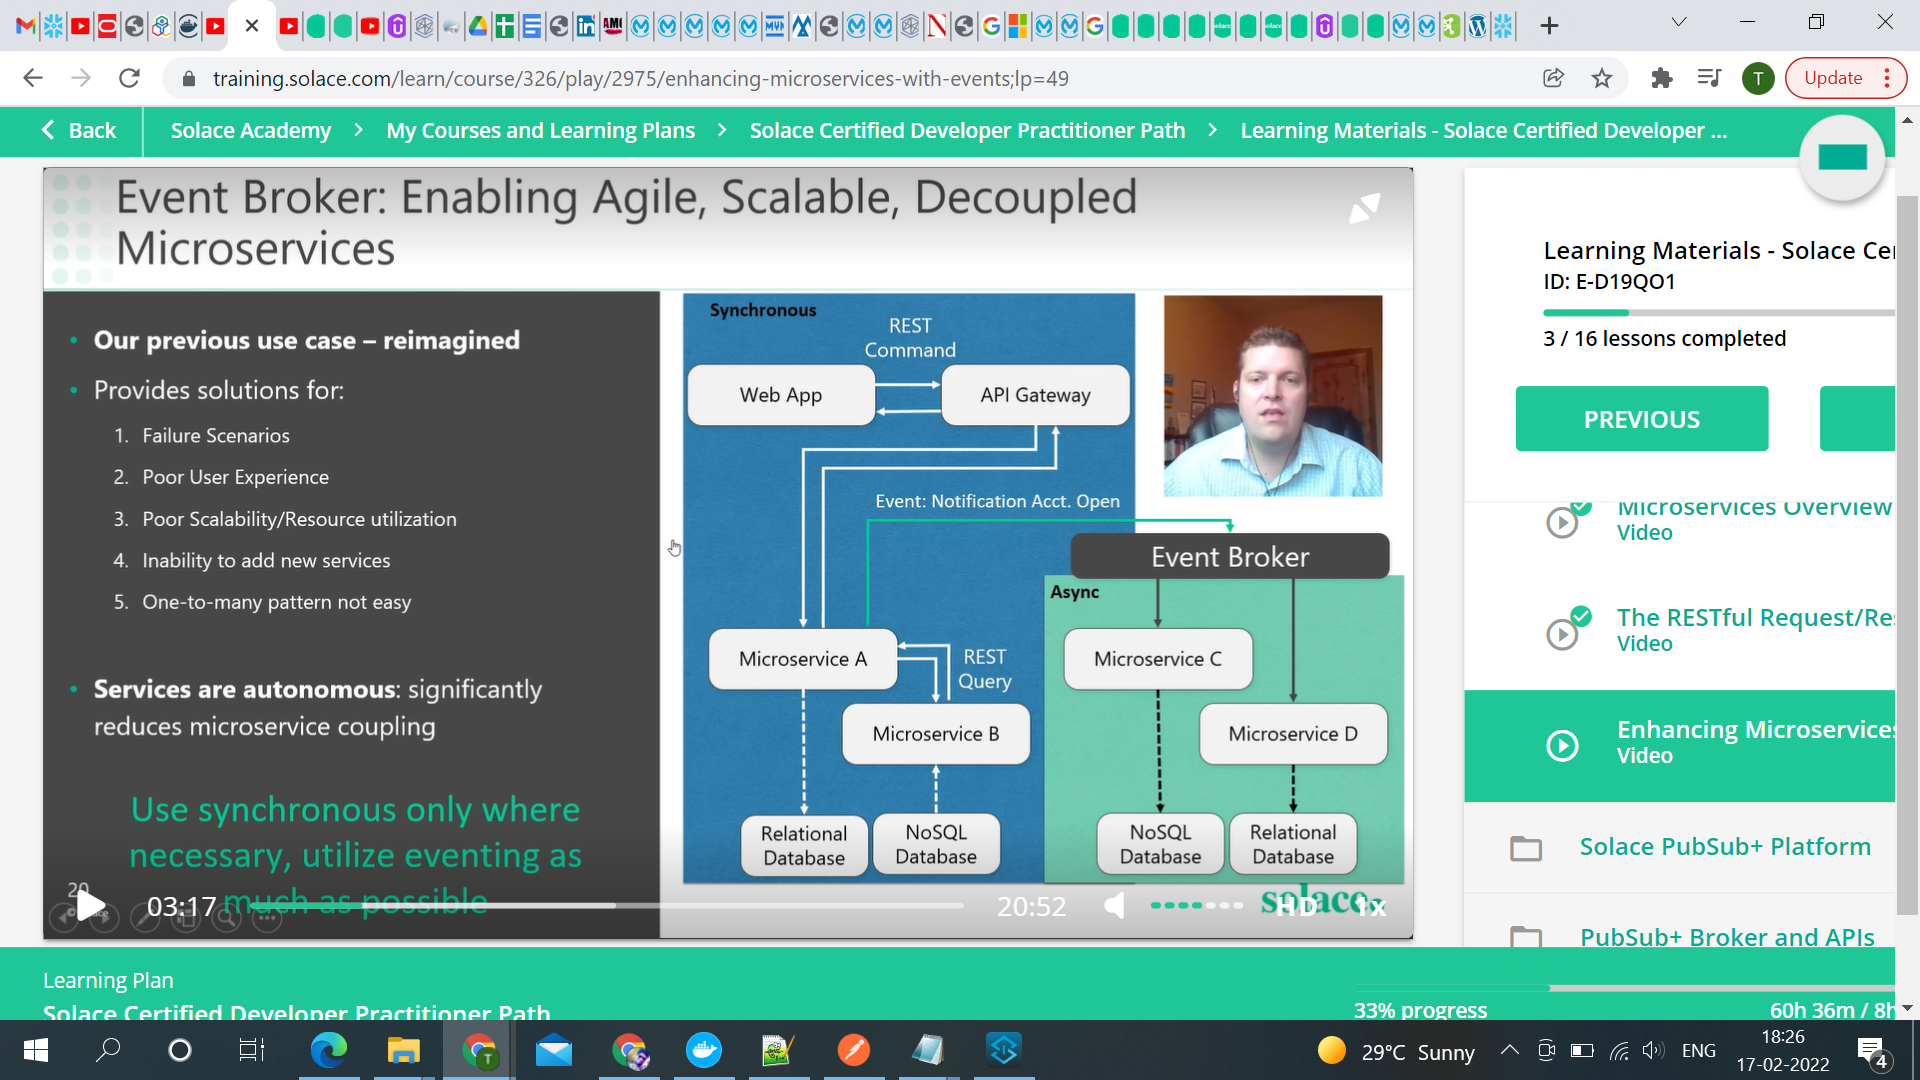 training.solace.com/learn/course/326/play/2975/enhancing-microservices-with-events;lp=49
T
Update
Back
Solace Academy
My Courses and Learning Plans
Solace Certified Developer Practitioner Path
Learning Materials - Solace Certified Developer ...
Event Broker: Enabling Agile, Scalable, Decoupled
Microservices
• Our previous use case – reimagined
• Provides solutions for:
1. Failure Scenarios
2. Poor User Experience
3. Poor Scalability/Resource utilization
4. Inability to add new services
5. One-to-many pattern not easy
• Services are autonomous: significantly
reduces microservice coupling
Use synchronous only where
necessary, utilize eventing as
much as possible
20
Synchronous
REST
Command
Web App
API Gateway
Event: Notification Acct. Open
Event Broker
Async
Microservice A
REST
Query
Microservice B
Microservice C
Microservice D
Relational
Database
NoSQL
Database
NoSQL
Database
Relational
Database
solace.
03:17
20:52
HD
1x
Learning Materials - Solace Cer
ID: E-D19QO1
3 / 16 lessons completed
PREVIOUS
Microservices Overview
Video
The RESTful Request/Re
Video
Enhancing Microservices
Video
Solace PubSub+ Platform
PubSub+ Broker and APIs
Learning Plan
Solace Certified Developer Practitioner Path
33% progress
60h 36m / 8h
29°C Sunny
ENG
18:26
17-02-2022
4